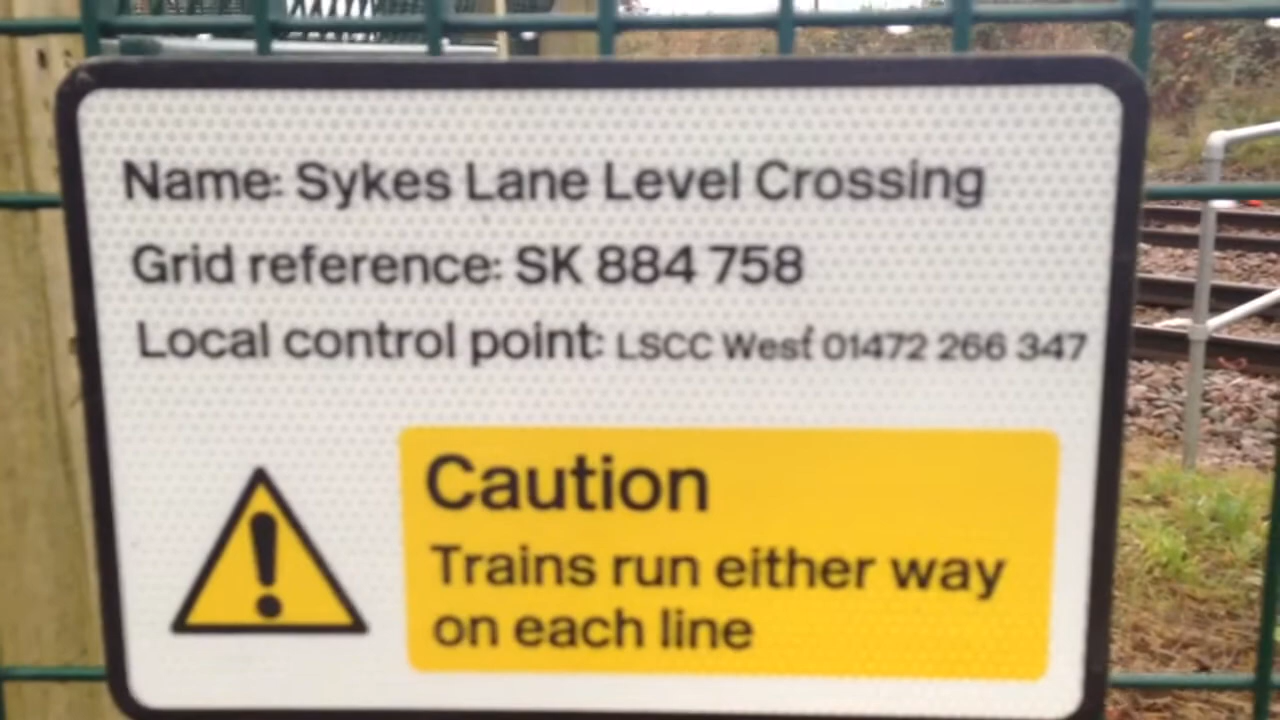 Name: Sykes Lane Level Crossing
Grid reference: SK 884 758
Local control point: LSCC West 01472 266 347
Caution
Trains run either way
on each line